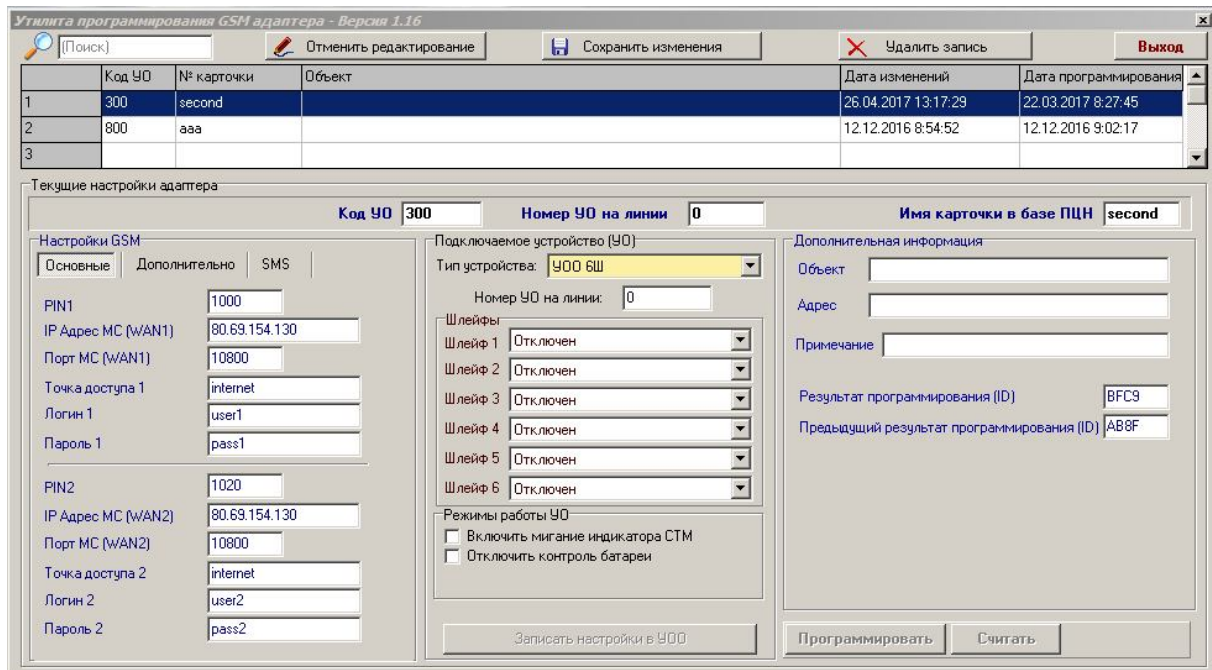 Утилита программирования GSM адаптера - Версия 1.16
(Поиск)
Отменить редактирование
Сохранить изменения
Удалить запись
Выход
Код УО № карточки Объект Дата изменений Дата программирования
1 300 second 26.04.2017 13:17:29 22.03.2017 8:27:45
2 800 aaa 12.12.2016 8:54:52 12.12.2016 9:02:17
3
Текущие настройки адаптера
Код УО 300 Номер УО на линии 0 Имя карточки в базе ПЦН second
Настройки GSM
Основные Дополнительно SMS
PIN1 1000
IP Адрес МС (WAN1) 80.69.154.130
Порт МС (WAN1) 10800
Точка доступа 1 internet
Логин 1 user1
Пароль 1 pass1
PIN2 1020
IP Адрес МС (WAN2) 80.69.154.130
Порт МС (WAN2) 10800
Точка доступа 2 internet
Логин 2 user2
Пароль 2 pass2
Подключаемое устройство (УО)
Тип устройства: УОО 6Ш
Номер УО на линии: 0
Шлейфы
Шлейф 1 Отключен
Шлейф 2 Отключен
Шлейф 3 Отключен
Шлейф 4 Отключен
Шлейф 5 Отключен
Шлейф 6 Отключен
Режимы работы УО
Включить мигание индикатора СТМ
Отключить контроль батареи
Записать настройки в УОО
Дополнительная информация
Объект
Адрес
Примечание
Результат программирования (ID) BFC9
Предыдущий результат программирования (ID) AB8F
Программировать Считать